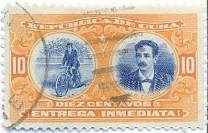 REPUBLICA DE CUBA
10 10
DIEZ CENTAVOS
ENTREGA INMEDIATA